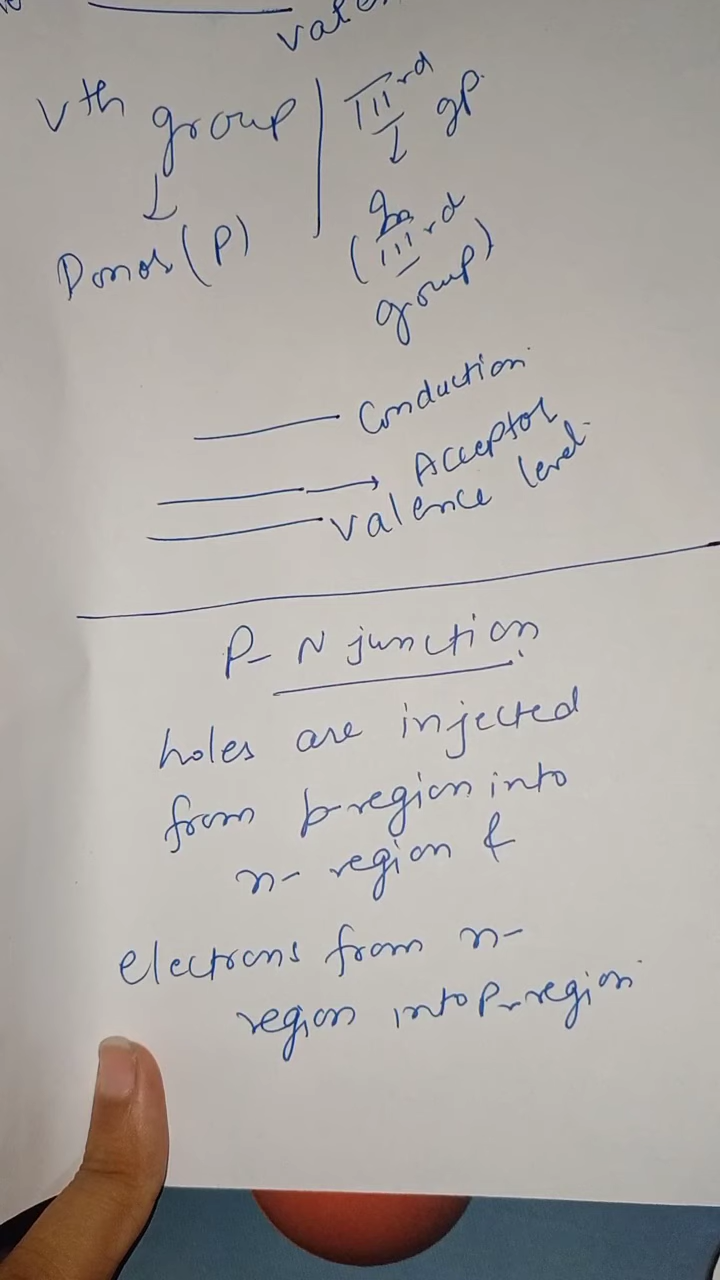 Vth group | IIIrd gp.
↓ ↓
Donor (P) (IIIrd
group)
Conduction
→ Acceptor
Valence level.
P-N junction
holes are injected
from p-region into
n-region &
electrons from n-
region into P-region